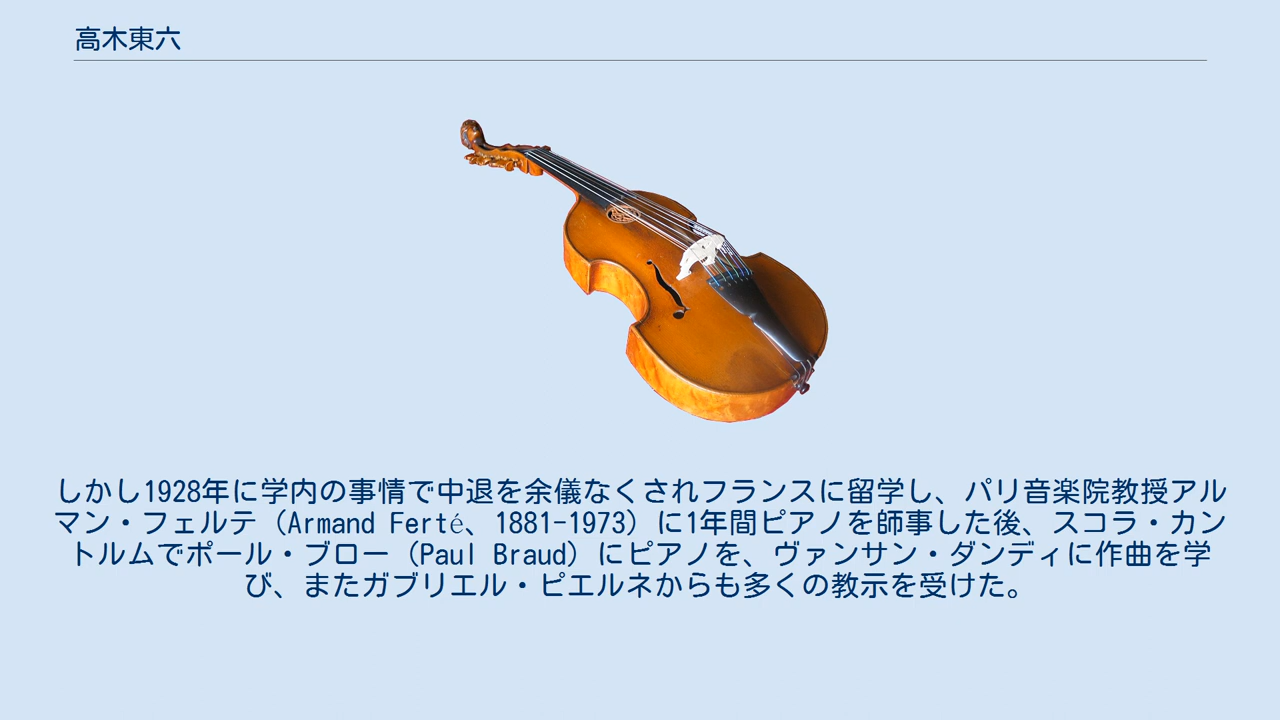 高木東六
しかし1928年に学内の事情で中退を余儀なくされフランスに留学し、パリ音楽院教授アル
マン・フェルテ（Armand Ferté、1881-1973）に1年間ピアノを師事した後、スコラ・カン
トルムでポール・ブロー（Paul Braud）にピアノを、ヴァンサン・ダンディに作曲を学
び、またガブリエル・ピエルネからも多くの教示を受けた。